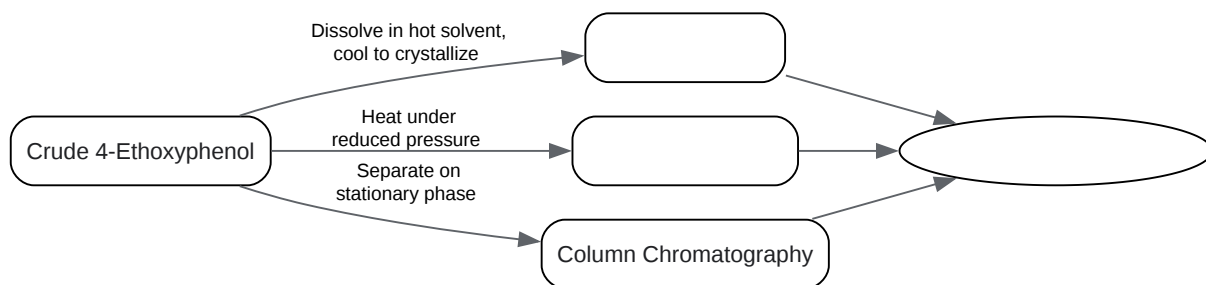 Dissolve in hot solvent,
cool to crystallize
Heat under
reduced pressure
Crude 4-Ethoxyphenol
Separate on
stationary phase
Column Chromatography